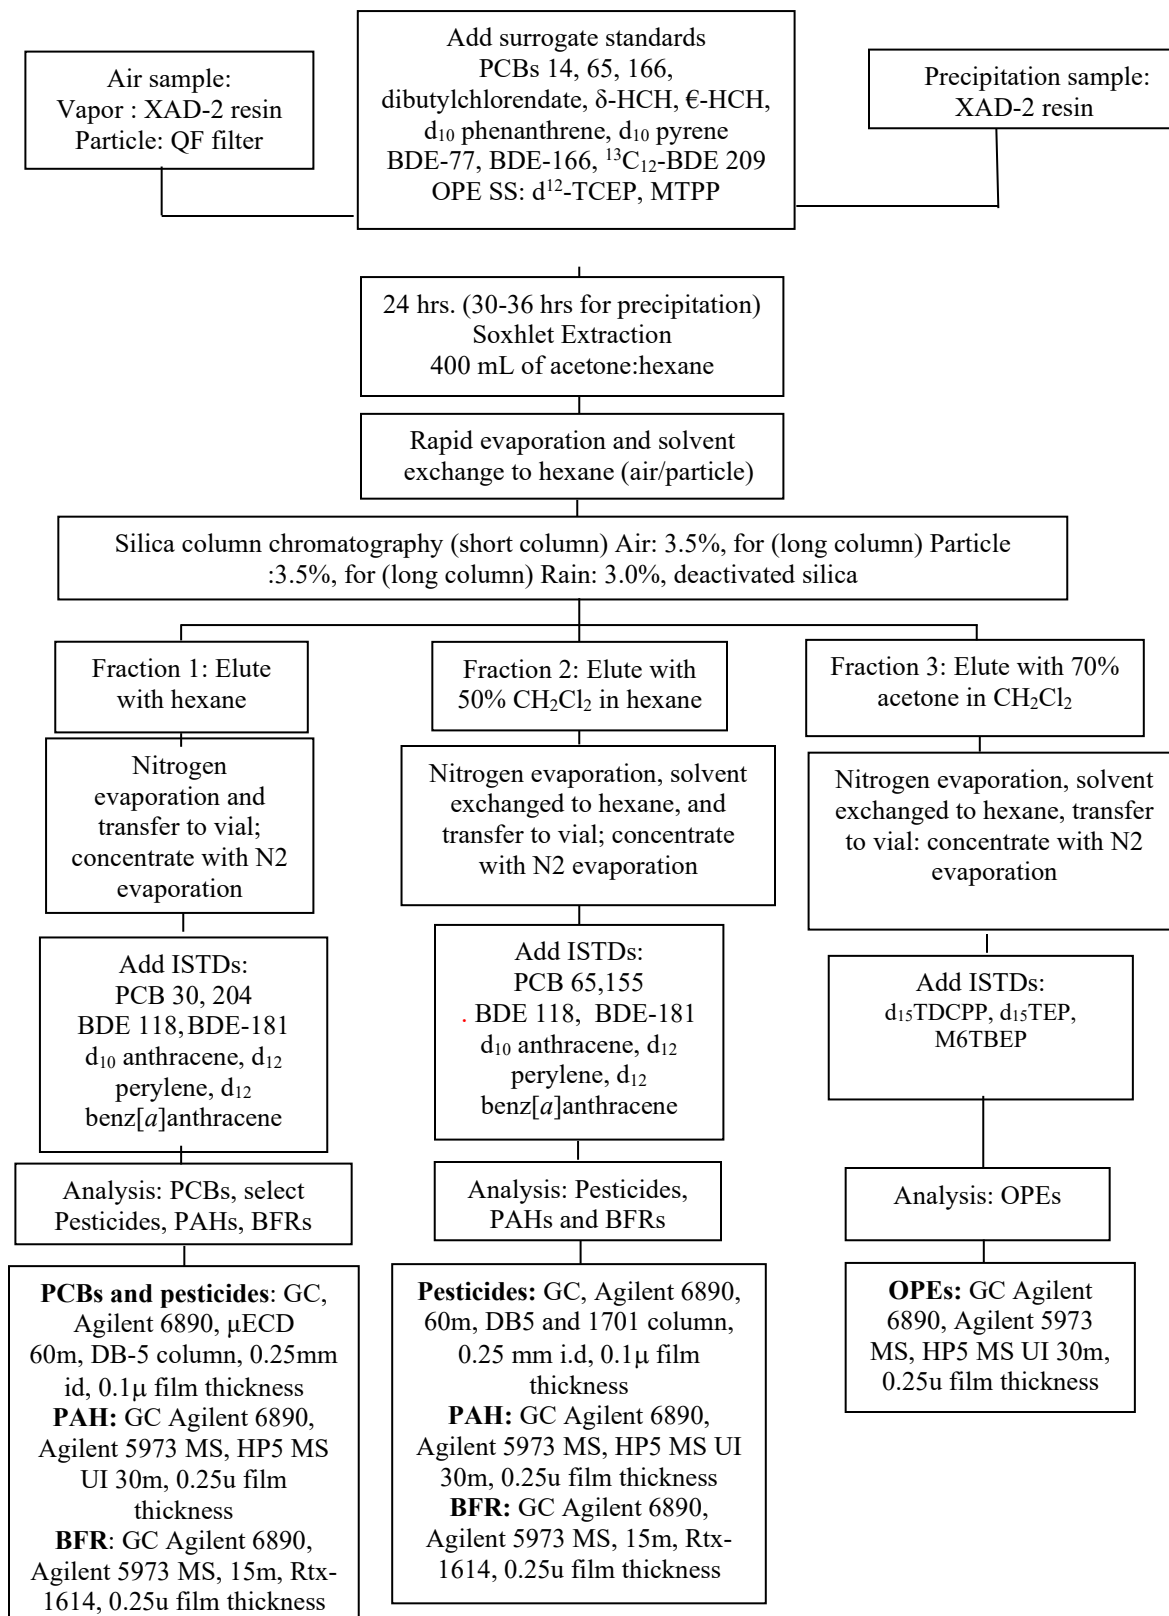 Air sample:
Vapor : XAD-2 resin
Particle: QF filter
Add surrogate standards
PCBs 14, 65, 166,
dibutylchlorendate, δ-HCH, €-HCH,
d₁₀ phenanthrene, d₁₀ pyrene
BDE-77, BDE-166, ¹³C₁₂-BDE 209
OPE SS: d¹²-TCEP, MTPP
Precipitation sample:
XAD-2 resin
24 hrs. (30-36 hrs for precipitation)
Soxhlet Extraction
400 mL of acetone:hexane
Rapid evaporation and solvent
exchange to hexane (air/particle)
Silica column chromatography (short column) Air: 3.5%, for (long column) Particle
:3.5%, for (long column) Rain: 3.0%, deactivated silica
Fraction 1: Elute
with hexane
Nitrogen
evaporation and
transfer to vial;
concentrate with N2
evaporation
Add ISTDs:
PCB 30, 204
BDE 118, BDE-181
d₁₀ anthracene, d₁₂
perylene, d₁₂
benz[a]anthracene
Analysis: PCBs, select
Pesticides, PAHs, BFRs
PCBs and pesticides: GC,
Agilent 6890, µECD
60m, DB-5 column, 0.25mm
id, 0.1µ film thickness
PAH: GC Agilent 6890,
Agilent 5973 MS, HP5 MS
UI 30m, 0.25u film
thickness
BFR: GC Agilent 6890,
Agilent 5973 MS, 15m, Rtx-
1614, 0.25u film thickness
Fraction 2: Elute with
50% CH₂Cl₂ in hexane
Nitrogen evaporation, solvent
exchanged to hexane, and
transfer to vial; concentrate
with N2 evaporation
Add ISTDs:
PCB 65,155
. BDE 118, BDE-181
d₁₀ anthracene, d₁₂
perylene, d₁₂
benz[a]anthracene
Analysis: Pesticides,
PAHs and BFRs
Pesticides: GC, Agilent 6890,
60m, DB5 and 1701 column,
0.25 mm i.d, 0.1µ film
thickness
PAH: GC Agilent 6890,
Agilent 5973 MS, HP5 MS UI
30m, 0.25u film thickness
BFR: GC Agilent 6890,
Agilent 5973 MS, 15m, Rtx-
1614, 0.25u film thickness
Fraction 3: Elute with 70%
acetone in CH₂Cl₂
Nitrogen evaporation, solvent
exchanged to hexane, transfer
to vial: concentrate with N2
evaporation
Add ISTDs:
d₁₅TDCPP, d₁₅TEP,
M6TBEP
Analysis: OPEs
OPEs: GC Agilent
6890, Agilent 5973
MS, HP5 MS UI 30m,
0.25u film thickness